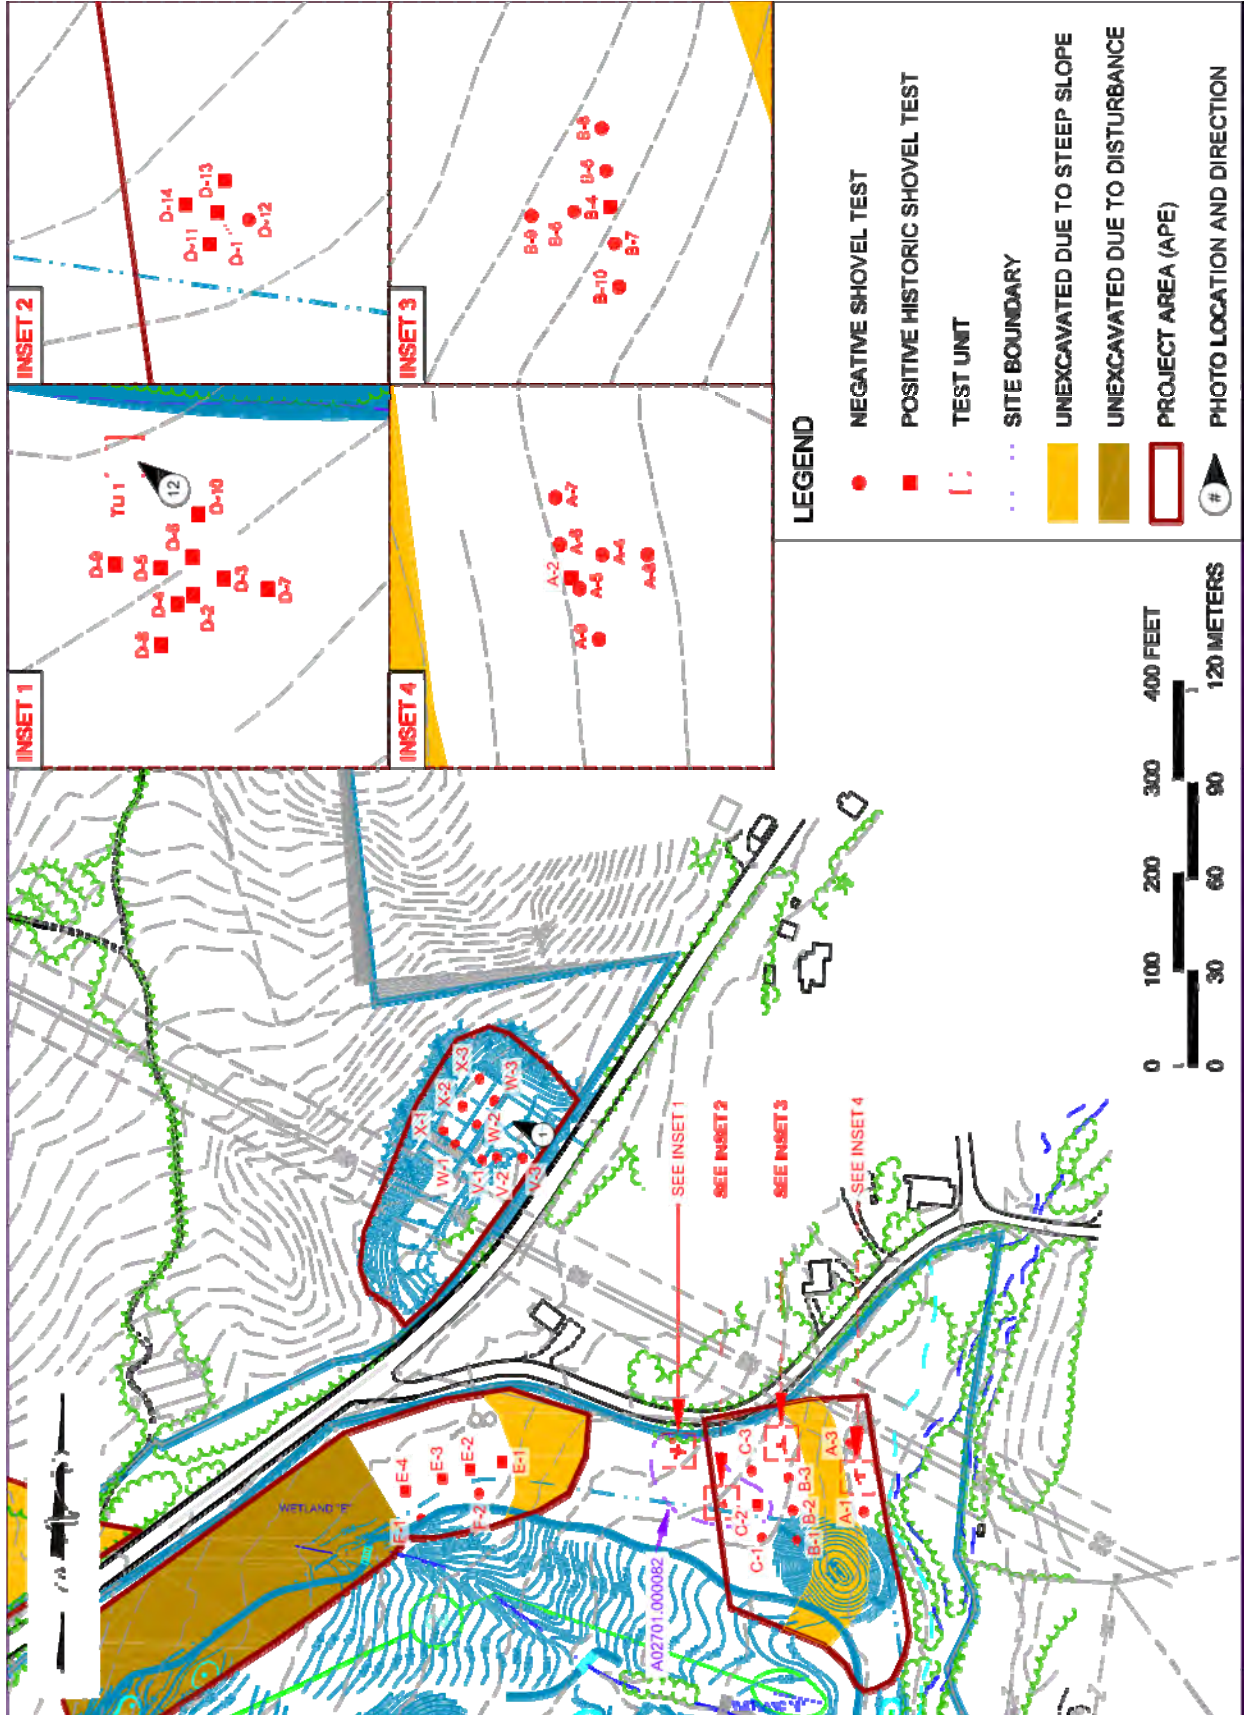 INSET 1
TU 1
12
D-9
D-5
D-6
D-10
D-8
D-4
D-2
D-3
D-7
INSET 2
D-14
D-13
D-11
D-1
D-12
INSET 4
A-2
A-6
A-7
A-5
A-4
A-9
INSET 3
B-9
B-4
B-7
B-10
LEGEND
NEGATIVE SHOVEL TEST
POSITIVE HISTORIC SHOVEL TEST
TEST UNIT
SITE BOUNDARY
UNEXCAVATED DUE TO STEEP SLOPE
UNEXCAVATED DUE TO DISTURBANCE
PROJECT AREA (APE)
# PHOTO LOCATION AND DIRECTION
0 100 200 300 400 FEET
0 30 60 90 120 METERS
WETLAND "E"
E-4
E-3
E-2
E-1
F-2
X-1
X-2
X-3
W-1
W-2
W-3
V-1
V-2
V-3
1
SEE INSET 1
SEE INSET 2
SEE INSET 3
SEE INSET 4
A02701.000082
C-1
C-2
C-3
B-1
B-2
B-3
A-1
A-3